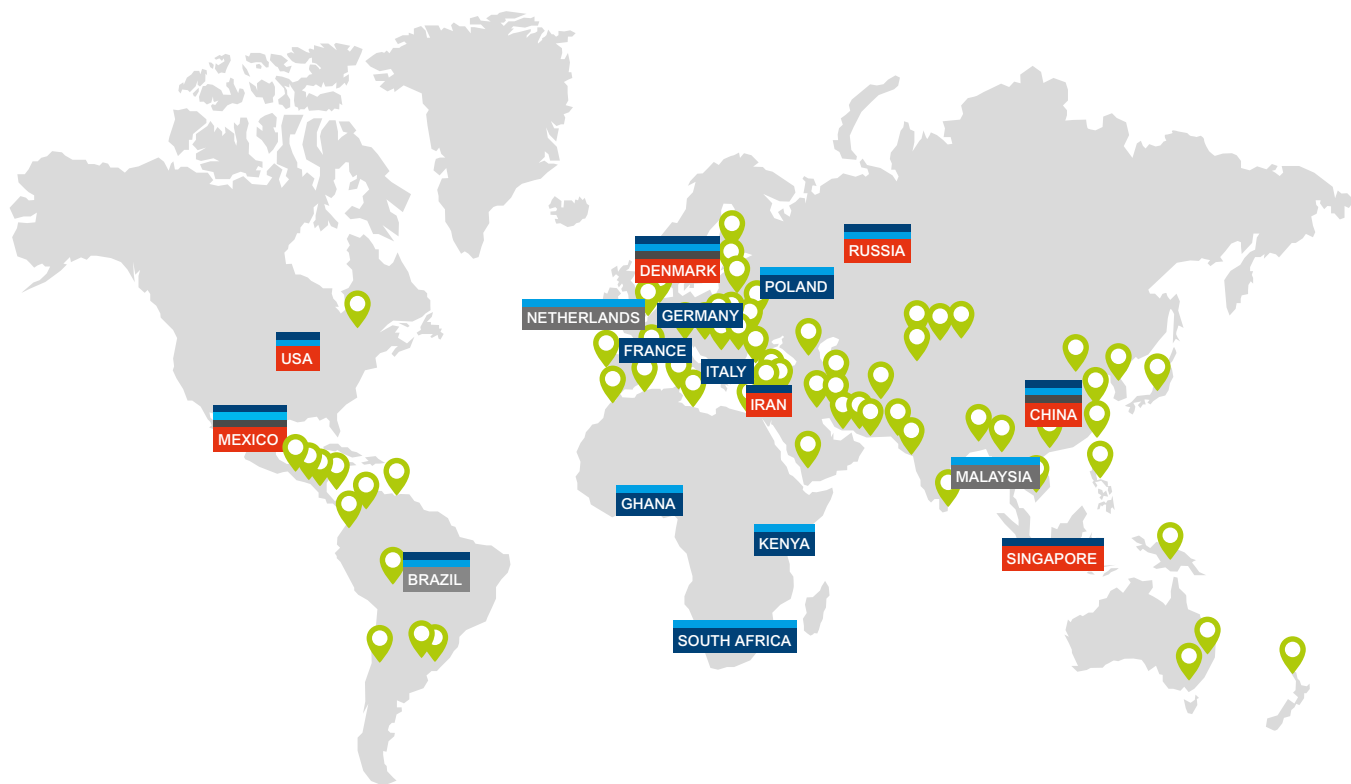 RUSSIA
DENMARK
POLAND
NETHERLANDS
GERMANY
USA
FRANCE
ITALY
IRAN
CHINA
MEXICO
MALAYSIA
GHANA
KENYA
SINGAPORE
BRAZIL
SOUTH AFRICA